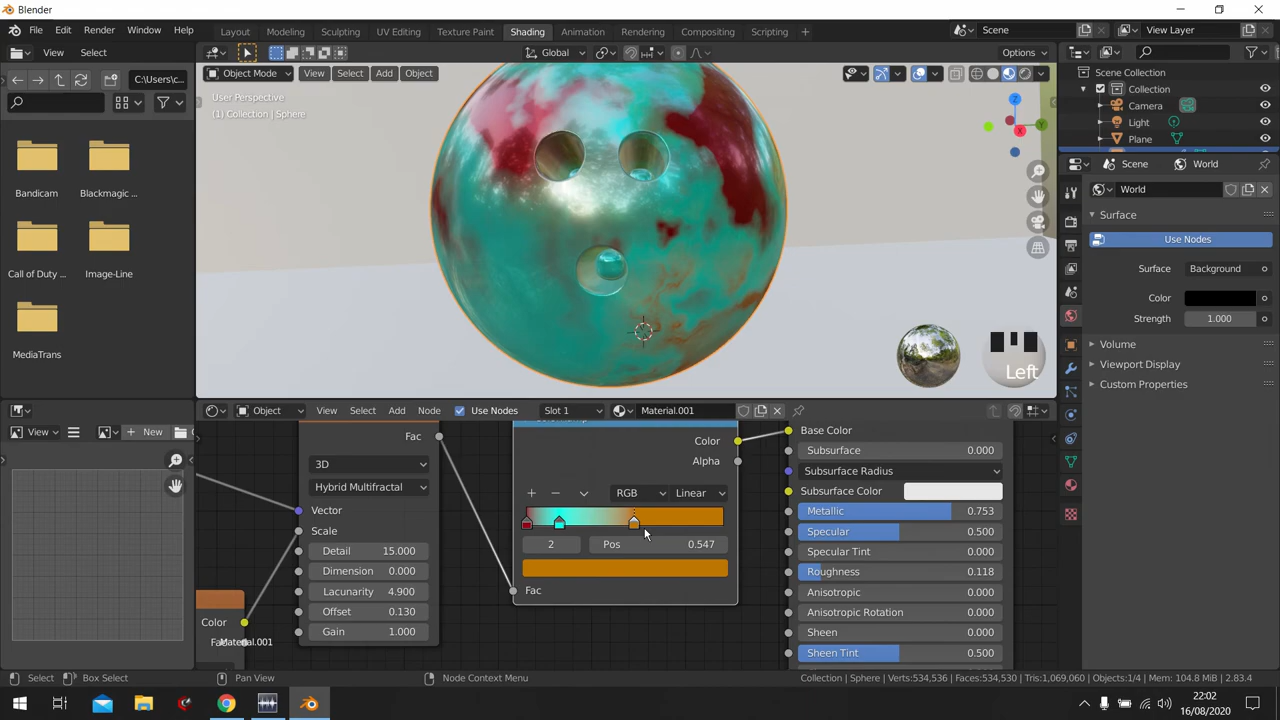 Blender
File Edit Render Window Help
Layout Modeling Sculpting UV Editing Texture Paint Shading Animation Rendering Compositing Scripting
Scene View Layer
View Select
Global
Options
Object Mode View Select Add Object
C:\Users\c...
User Perspective
(1) Collection | Sphere
Z
Y
X
Scene Collection
Collection
Camera
Light
Plane
Scene World
World
Surface
Use Nodes
Surface Background
Color
Strength 1.000
Volume
Viewport Display
Custom Properties
Bandicam
Blackmagic ...
Call of Duty ...
Image-Line
MediaTrans
Left
View New
Object View Select Add Node Use Nodes Slot 1 Material.001
Fac
3D
Hybrid Multifractal
Vector
Scale
Detail 15.000
Dimension 0.000
Lacunarity 4.900
Offset 0.130
Gain 1.000
Color
Fac
Material.001
Color
Alpha
RGB Linear
2 Pos 0.547
Fac
Base Color
Subsurface 0.000
Subsurface Radius
Subsurface Color
Metallic 0.753
Specular 0.500
Specular Tint 0.000
Roughness 0.118
Anisotropic 0.000
Anisotropic Rotation 0.000
Sheen 0.000
Sheen Tint 0.500
Select Box Select Pan View Node Context Menu
Collection | Sphere | Verts:534,536 | Faces:534,530 | Tris:1,069,060 | Objects:1/4 | Mem: 104.8 MiB | 2.83.4
22:02
16/08/2020